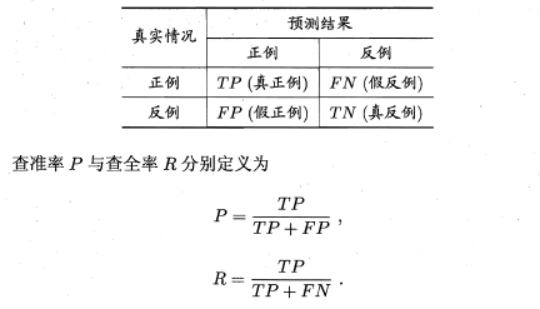 真实情况 预测结果
正例 反例
正例 TP (真正例) FN (假反例)
反例 FP (假正例) TN (真反例)
查准率 P 与查全率 R 分别定义为
P = TP / (TP + FP) ,
R = TP / (TP + FN) .